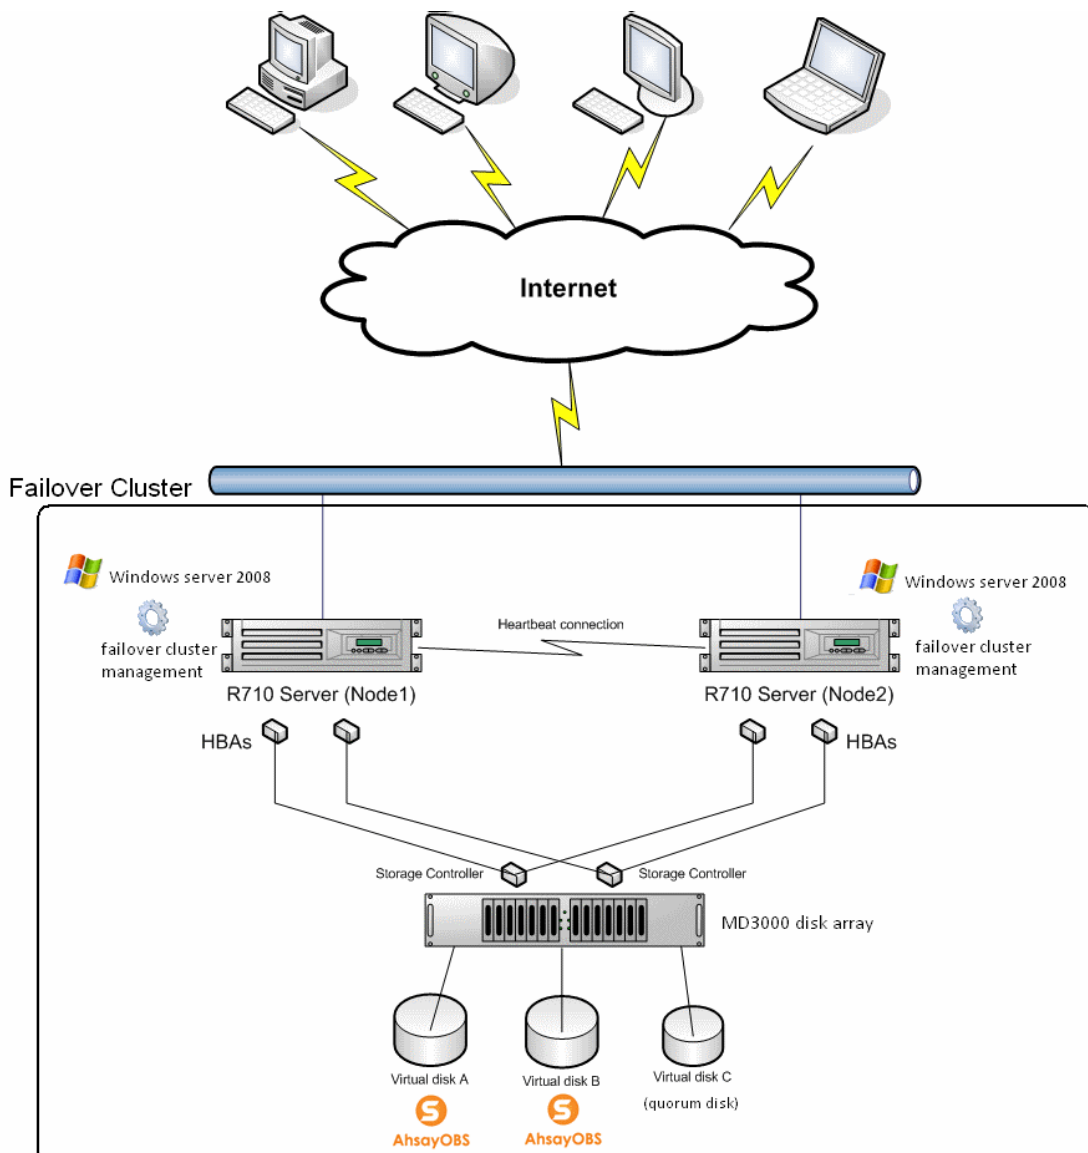 Internet
Failover Cluster
Windows server 2008
Windows server 2008
failover cluster
management
Heartbeat connection
failover cluster
management
R710 Server (Node1)
R710 Server (Node2)
HBAs
HBAs
Storage Controller
Storage Controller
MD3000 disk array
Virtual disk A
Virtual disk B
Virtual disk C
(quorum disk)
S
AhsayOBS
S
AhsayOBS